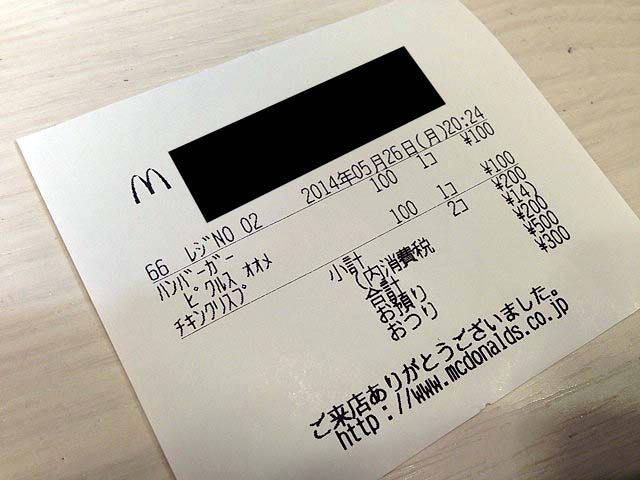 M
66 レジNO 02 2014年05月26日(月)20:24
ハンバーガー 100 1コ ¥100
ピクルス オオメ
チキンクリスプ 100 1コ ¥100
小計 2コ ¥200
(内消費税 ¥14)
合計 ¥200
お預り ¥500
おつり ¥300
ご来店ありがとうございました。
http://www.mcdonalds.co.jp